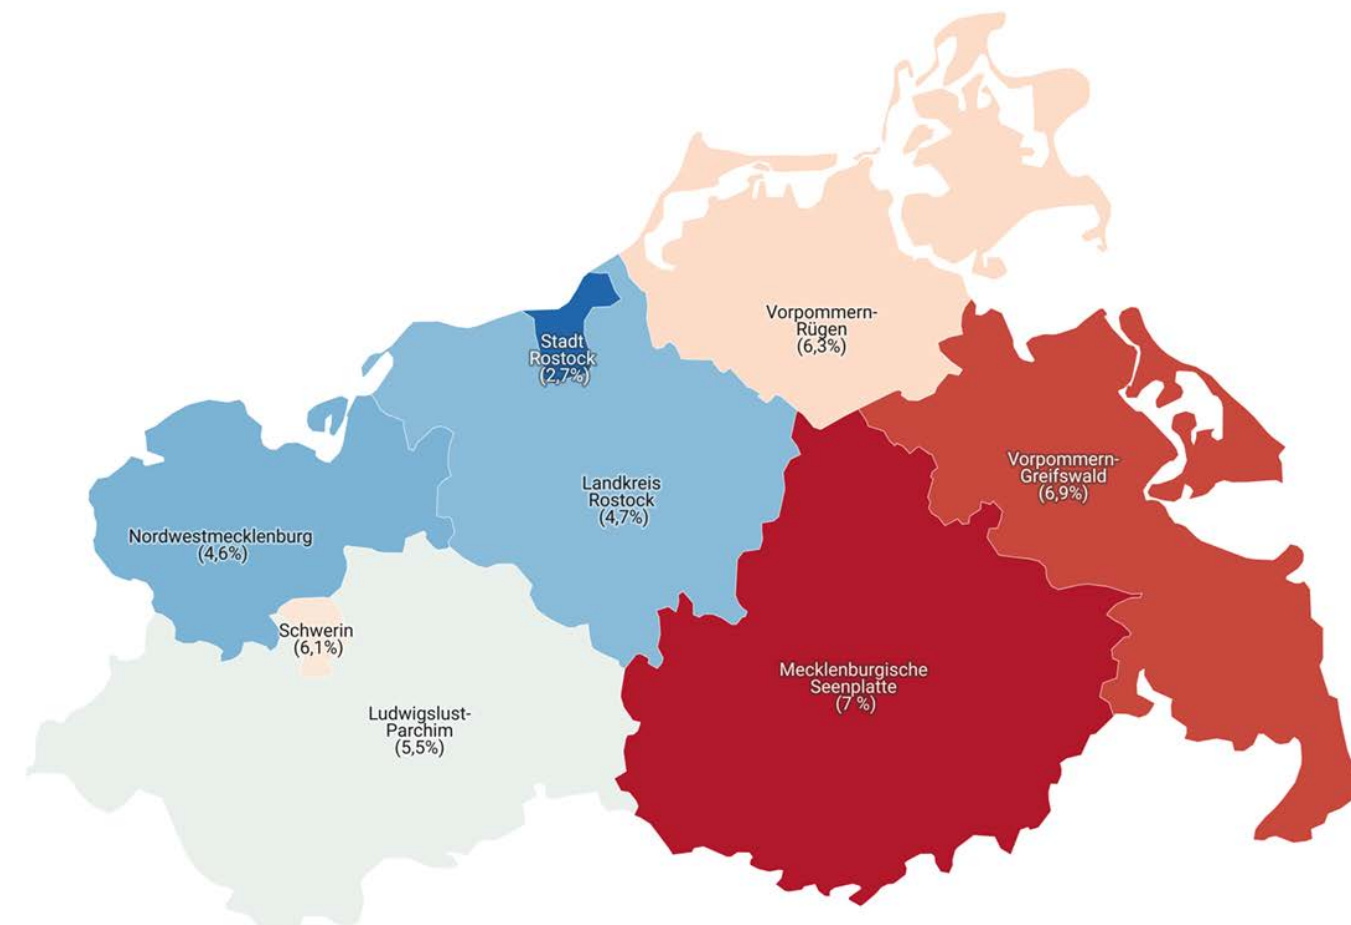 Vorpommern-
Rügen
(6,3%)
Stadt
Rostock
(2,7%)
Vorpommern-
Greifswald
(6,9%)
Landkreis
Rostock
(4,7%)
Nordwestmecklenburg
(4,6%)
Schwerin
(6,1%)
Mecklenburgische
Seenplatte
(7 %)
Ludwigslust-
Parchim
(5,5%)